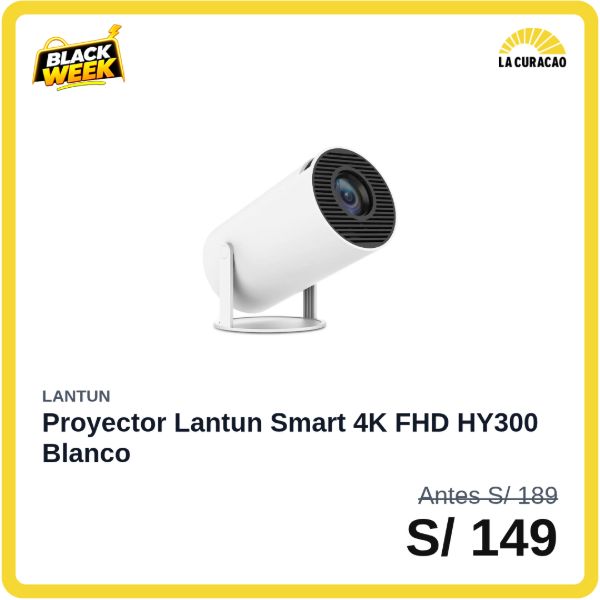 BLACK
WEEK
LA CURACAO
LANTUN
Proyector Lantun Smart 4K FHD HY300
Blanco
Antes S/ 189
S/ 149